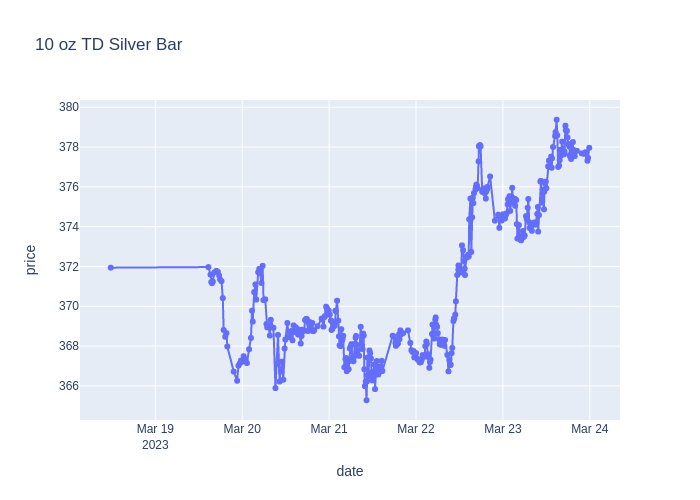 10 oz TD Silver Bar
380
378
376
374
372
370
368
366
price
Mar 19
2023
Mar 20
Mar 21
Mar 22
Mar 23
Mar 24
date